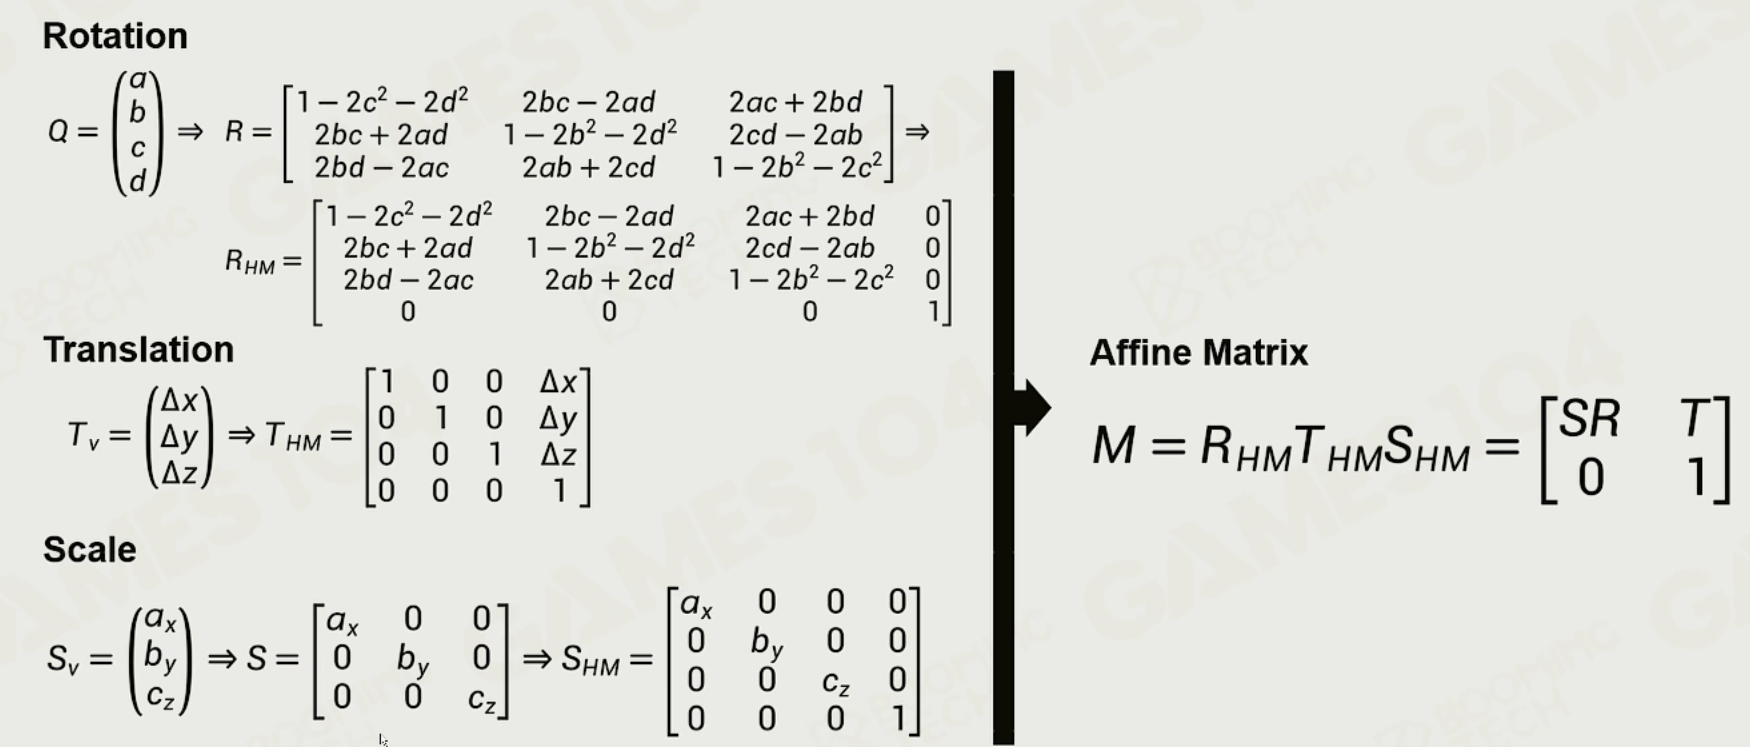 Rotation
Q = (a b c d) ⇒ R = [1 − 2c² − 2d² 2bc − 2ad 2ac + 2bd
2bc + 2ad 1 − 2b² − 2d² 2cd − 2ab
2bd − 2ac 2ab + 2cd 1 − 2b² − 2c²] ⇒
R_HM = [1 − 2c² − 2d² 2bc − 2ad 2ac + 2bd 0
2bc + 2ad 1 − 2b² − 2d² 2cd − 2ab 0
2bd − 2ac 2ab + 2cd 1 − 2b² − 2c² 0
0 0 0 1]
Translation
T_v = (Δx Δy Δz) ⇒ T_HM = [1 0 0 Δx
0 1 0 Δy
0 0 1 Δz
0 0 0 1]
Scale
S_v = (a_x b_y c_z) ⇒ S = [a_x 0 0
0 b_y 0
0 0 c_z] ⇒ S_HM = [a_x 0 0 0
0 b_y 0 0
0 0 c_z 0
0 0 0 1]
Affine Matrix
M = R_HM T_HM S_HM = [SR T
0 1]
GAMES104
BOOMING
TECH